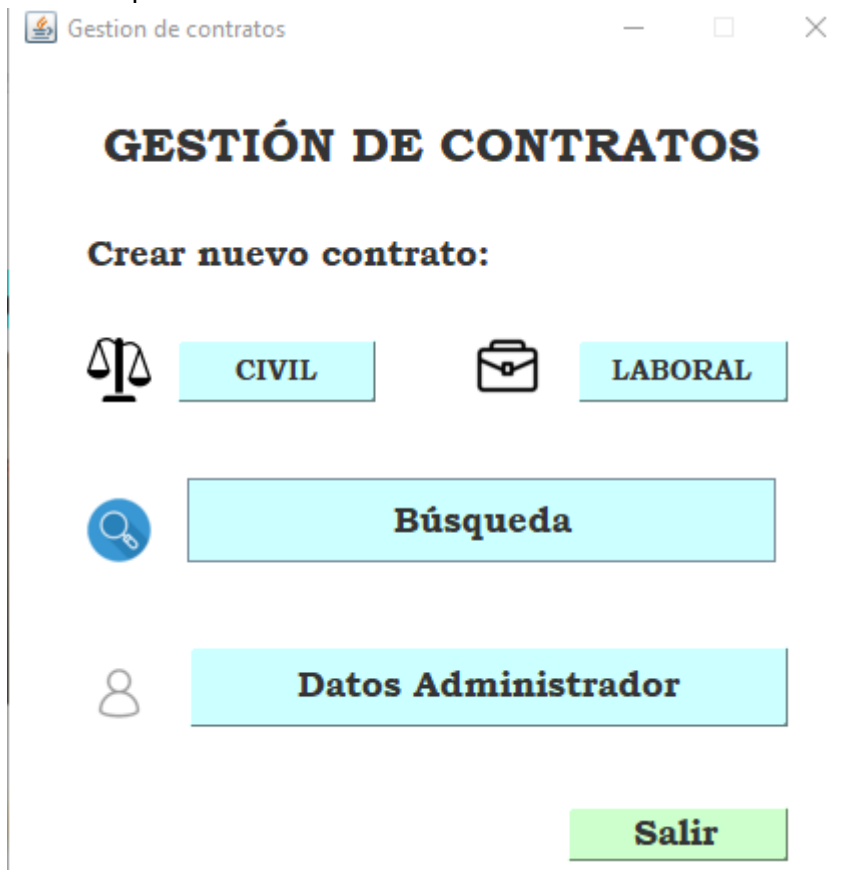 Gestion de contratos
GESTIÓN DE CONTRATOS
Crear nuevo contrato:
CIVIL LABORAL
Búsqueda
Datos Administrador
Salir